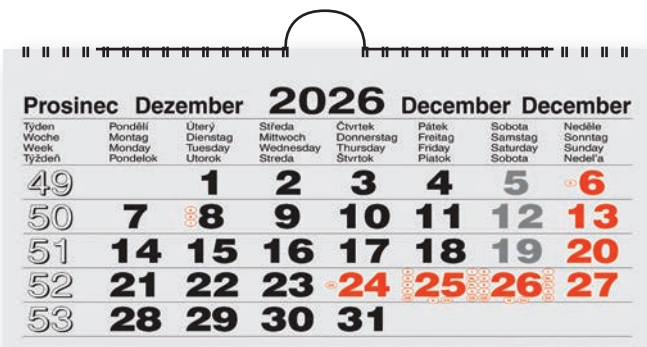 Prosinec Dezember 2026 December December
Týden Pondělí Úterý Středa Čtvrtek Pátek Sobota Neděle
Woche Montag Dienstag Mittwoch Donnerstag Freitag Samstag Sonntag
Week Monday Tuesday Wednesday Thursday Friday Saturday Sunday
Týždeň Pondelok Utorok Streda Štvrtok Piatok Sobota Nedeľa
49 1 2 3 4 5 6
50 7 8 9 10 11 12 13
51 14 15 16 17 18 19 20
52 21 22 23 24 25 26 27
53 28 29 30 31